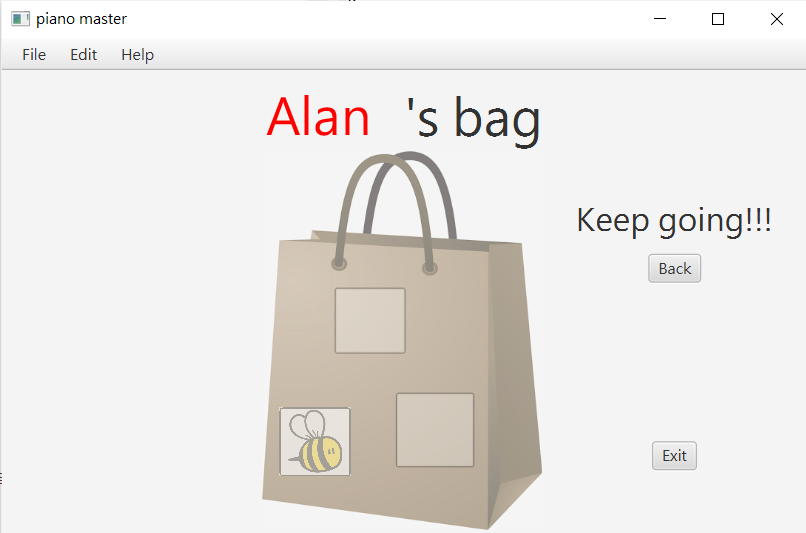 piano master
File Edit Help
Alan 's bag
Keep going!!!
Back
Exit